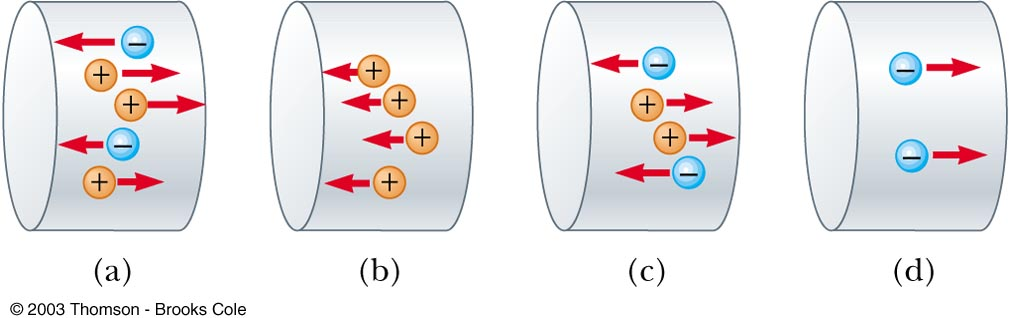 − + + − +
+ + + +
− + + −
− −
(a) (b) (c) (d)
© 2003 Thomson - Brooks Cole